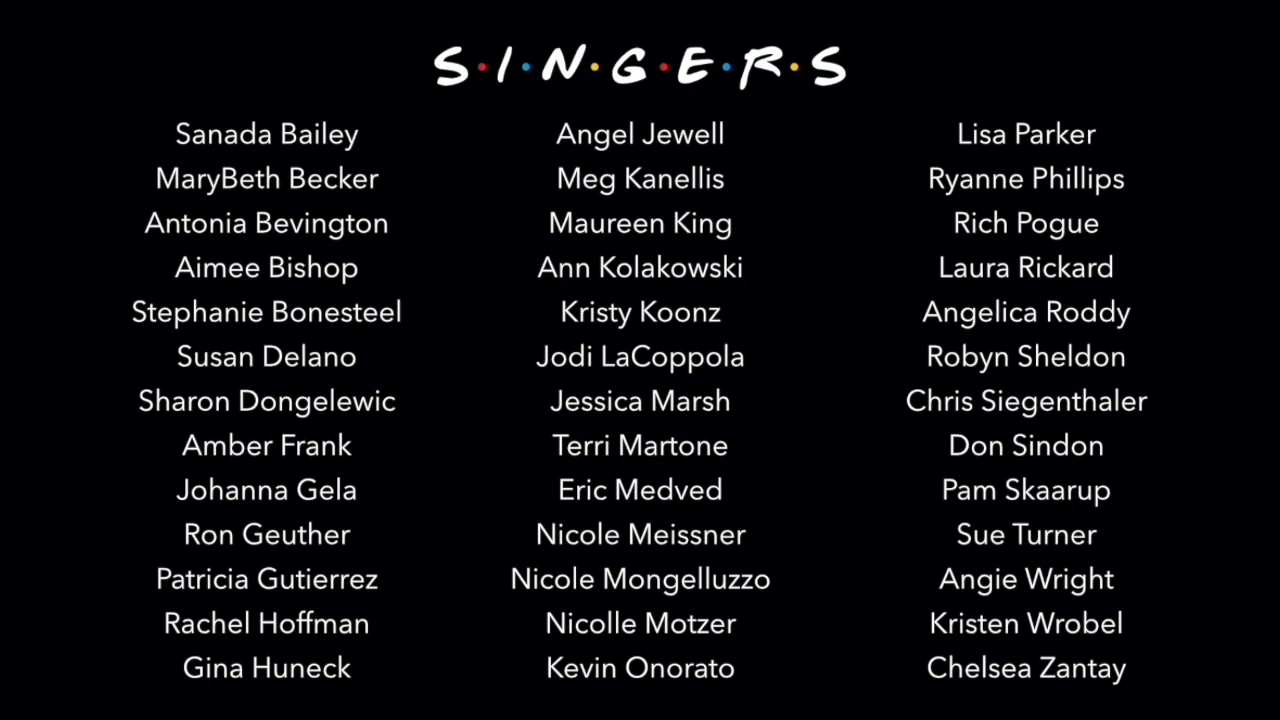 S•I•N•G•E•R•S
Sanada Bailey
MaryBeth Becker
Antonia Bevington
Aimee Bishop
Stephanie Bonesteel
Susan Delano
Sharon Dongelewic
Amber Frank
Johanna Gela
Ron Geuther
Patricia Gutierrez
Rachel Hoffman
Gina Huneck
Angel Jewell
Meg Kanellis
Maureen King
Ann Kolakowski
Kristy Koonz
Jodi LaCoppola
Jessica Marsh
Terri Martone
Eric Medved
Nicole Meissner
Nicole Mongelluzzo
Nicolle Motzer
Kevin Onorato
Lisa Parker
Ryanne Phillips
Rich Pogue
Laura Rickard
Angelica Roddy
Robyn Sheldon
Chris Siegenthaler
Don Sindon
Pam Skaarup
Sue Turner
Angie Wright
Kristen Wrobel
Chelsea Zantay